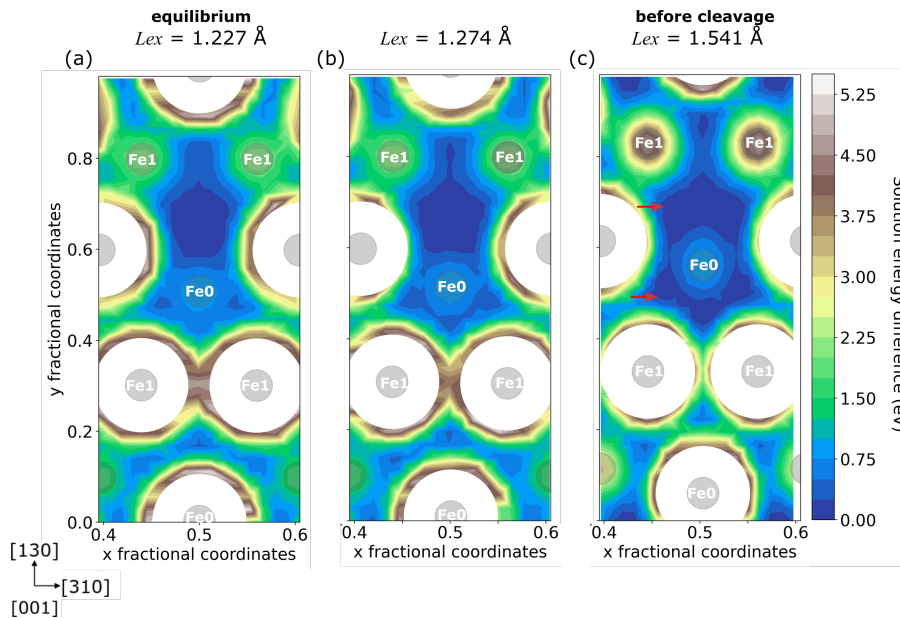 equilibrium
Lex = 1.227 Å
Lex = 1.274 Å
before cleavage
Lex = 1.541 Å
(a)
(b)
(c)
Fe1
Fe1
Fe0
Fe1
Fe1
Fe0
Fe1
Fe1
Fe0
Fe1
Fe1
Fe1
Fe1
Fe0
Fe1
Fe1
Fe0
0.8
0.6
0.4
0.2
0.0
y fractional coordinates
0.4
0.5
0.6
x fractional coordinates
0.4
0.5
0.6
x fractional coordinates
0.4
0.5
0.6
x fractional coordinates
5.25
4.50
3.75
3.00
2.25
1.50
0.75
0.00
Solution energy difference (eV)
[1̄30]
[310]
[001]